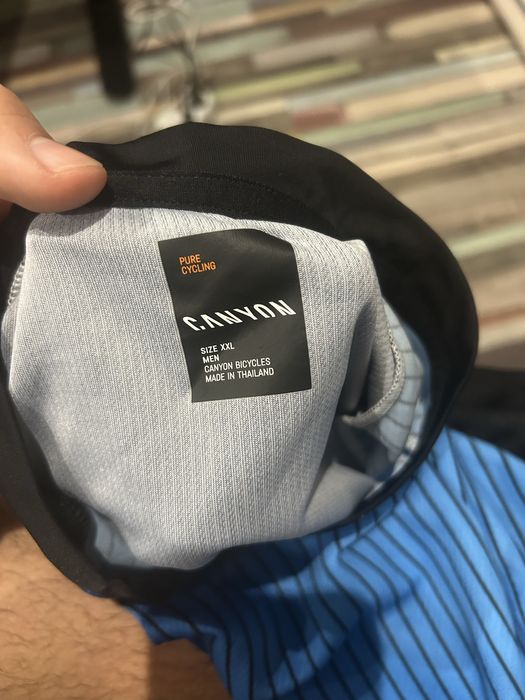 PURE
CYCLING
CANYON
SIZE XXL
MEN
CANYON BICYCLES
MADE IN THAILAND